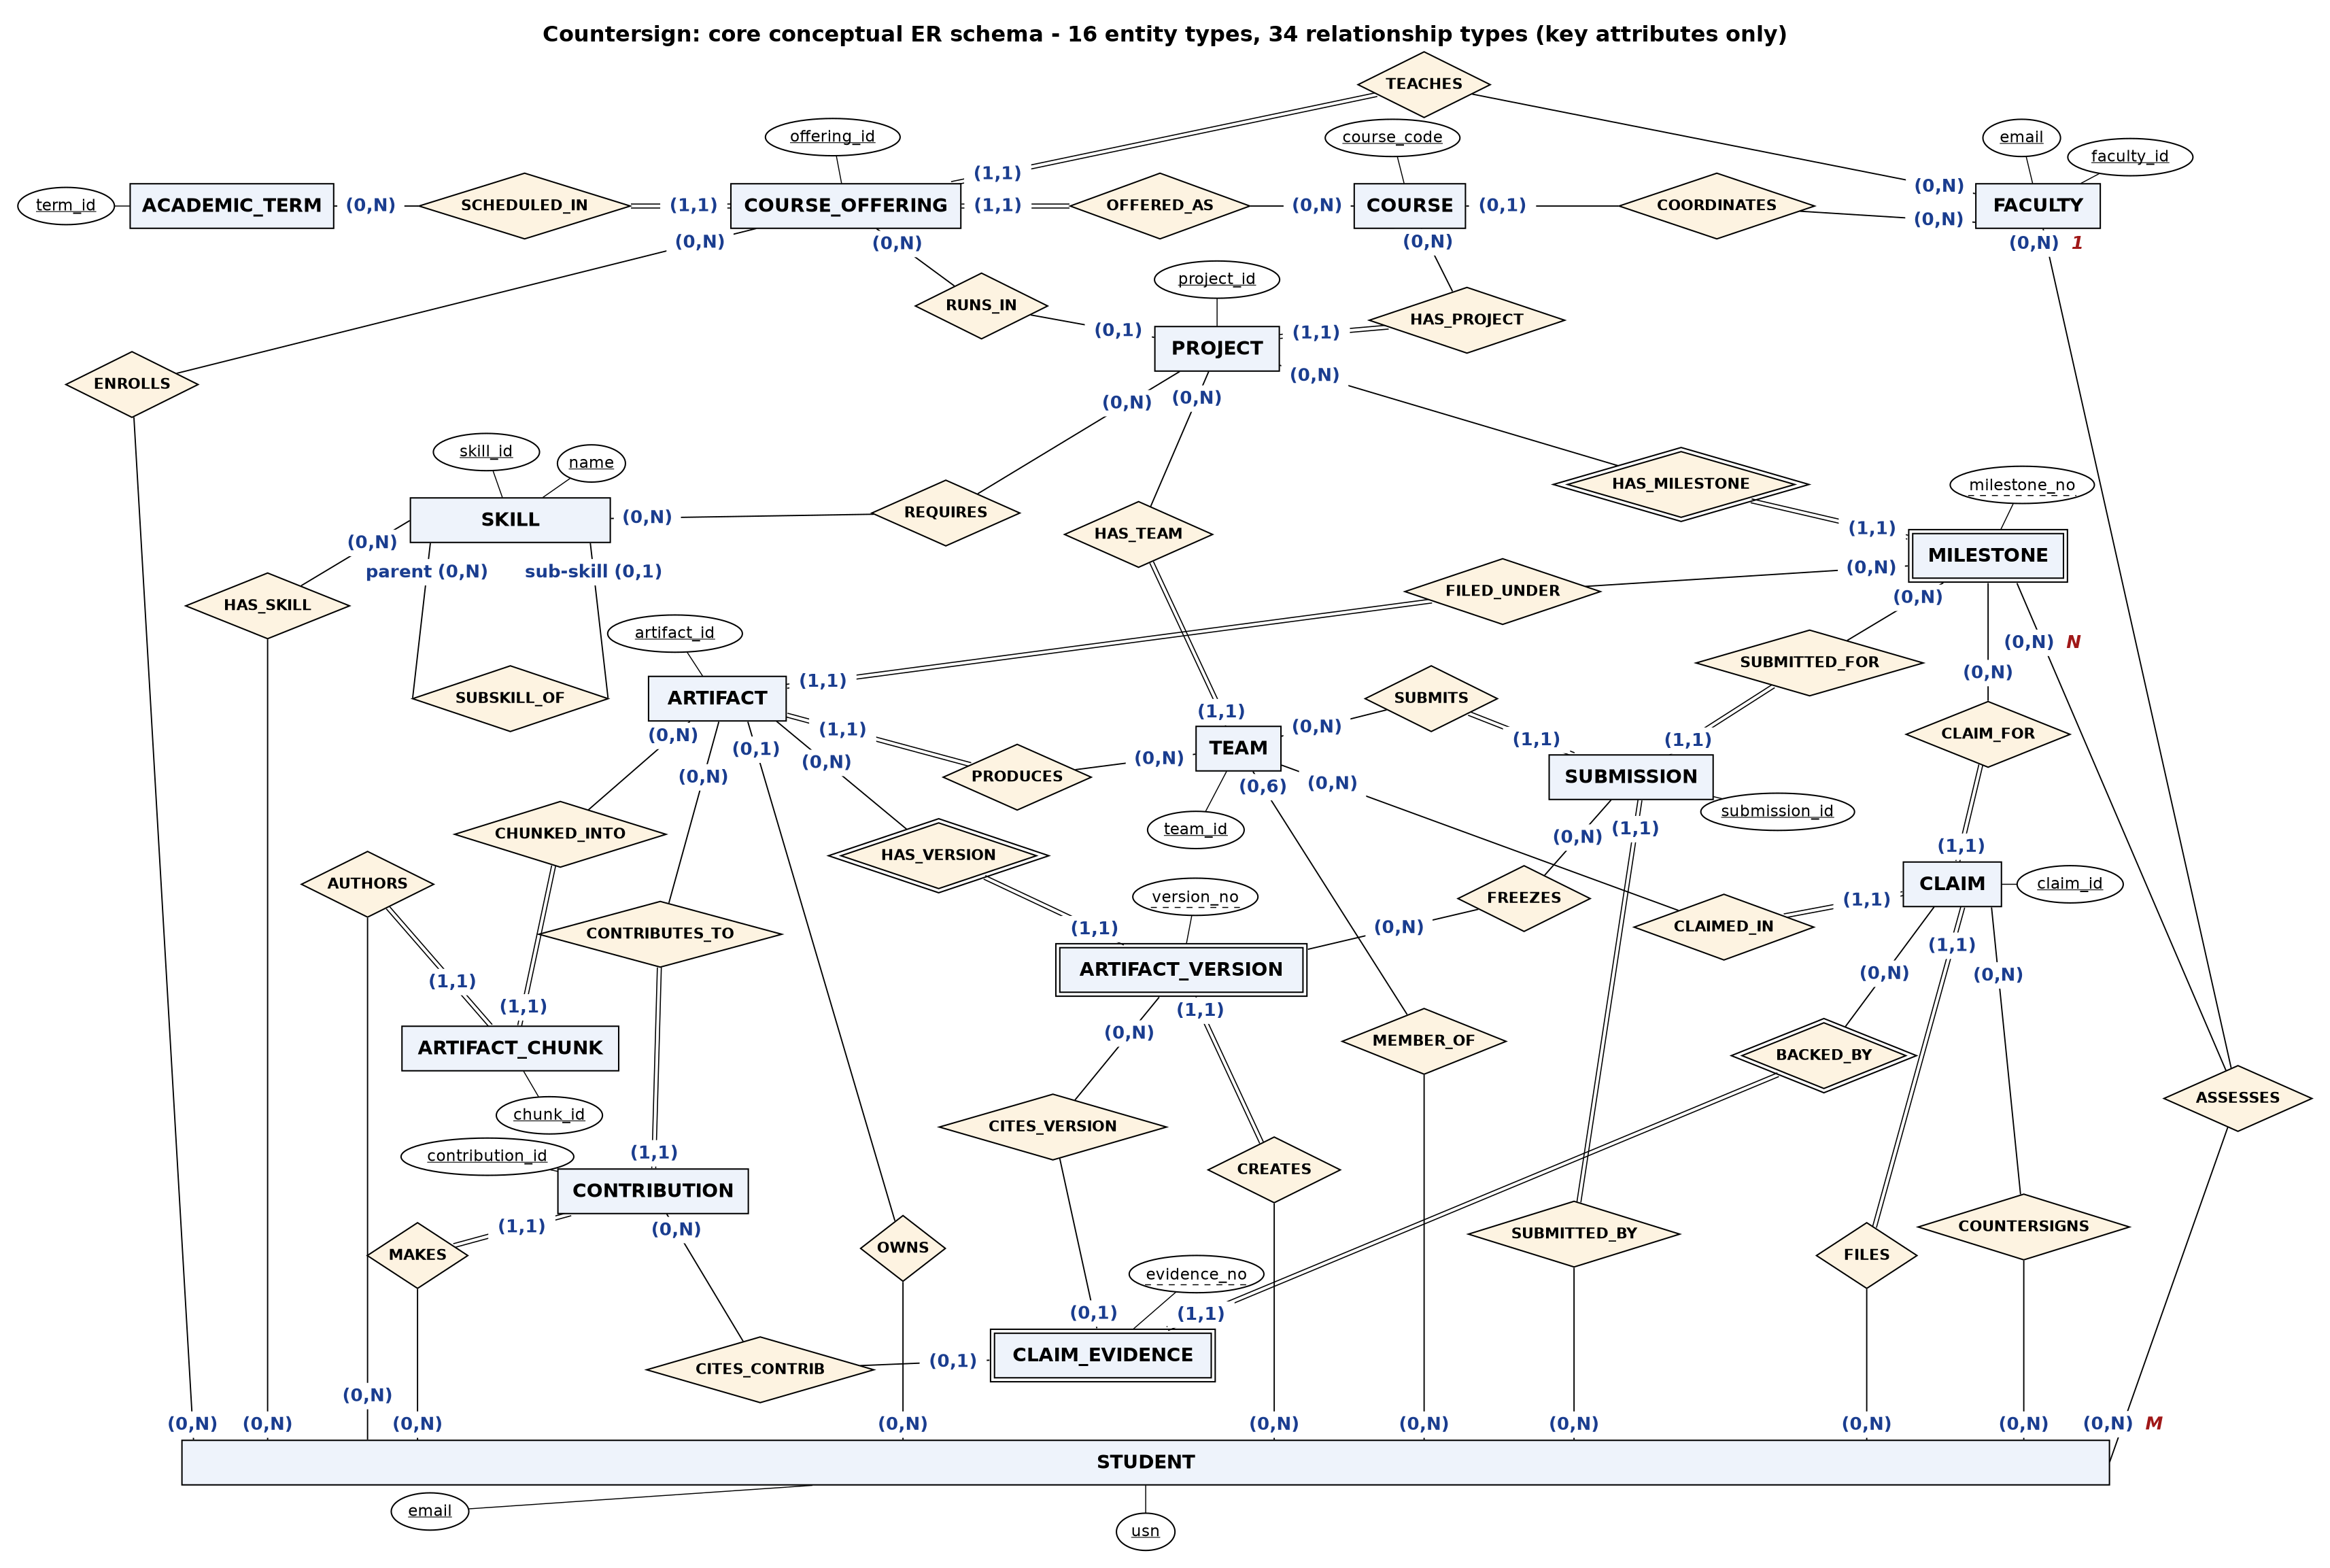 Countersign: core conceptual ER schema - 16 entity types, 34 relationship types (key attributes only)
TEACHES
offering_id
course_code
email
faculty_id
(1,1)
(0,N)
term_id
ACADEMIC_TERM
(0,N)
SCHEDULED_IN
(1,1)
COURSE_OFFERING
(1,1)
OFFERED_AS
(0,N)
COURSE
(0,1)
COORDINATES
(0,N)
FACULTY
(0,N)
(0,N)
(0,N)
(0,N) 1
project_id
RUNS_IN
HAS_PROJECT
(0,1)
PROJECT
(1,1)
ENROLLS
(0,N)
(0,N)
(0,N)
skill_id
name
HAS_MILESTONE
milestone_no
SKILL
(0,N)
REQUIRES
HAS_TEAM
(1,1)
(0,N)
MILESTONE
parent (0,N)
sub-skill (0,1)
(0,N)
FILED_UNDER
(0,N)
HAS_SKILL
artifact_id
(0,N) N
SUBMITTED_FOR
(0,N)
SUBSKILL_OF
ARTIFACT
(1,1)
SUBMITS
(1,1)
(0,N)
(0,N)
(0,1)
(1,1)
(0,N)
TEAM
(1,1)
(1,1)
CLAIM_FOR
(0,N)
(0,N)
PRODUCES
(0,N)
(0,6)
(0,N)
SUBMISSION
submission_id
CHUNKED_INTO
team_id
(0,N)
(1,1)
(1,1)
HAS_VERSION
AUTHORS
version_no
FREEZES
CLAIM
claim_id
CONTRIBUTES_TO
(1,1)
(0,N)
CLAIMED_IN
(1,1)
(1,1)
(1,1)
ARTIFACT_VERSION
(0,N)
(0,N)
(1,1)
(0,N)
(1,1)
ARTIFACT_CHUNK
MEMBER_OF
BACKED_BY
ASSESSES
chunk_id
CITES_VERSION
contribution_id
(1,1)
CREATES
CONTRIBUTION
(1,1)
(0,N)
MAKES
OWNS
SUBMITTED_BY
FILES
COUNTERSIGNS
evidence_no
(0,1)
(1,1)
CITES_CONTRIB
(0,1)
CLAIM_EVIDENCE
(0,N)
(0,N)
(0,N)
(0,N)
(0,N)
(0,N)
(0,N)
(0,N)
(0,N)
(0,N)
(0,N) M
STUDENT
email
usn